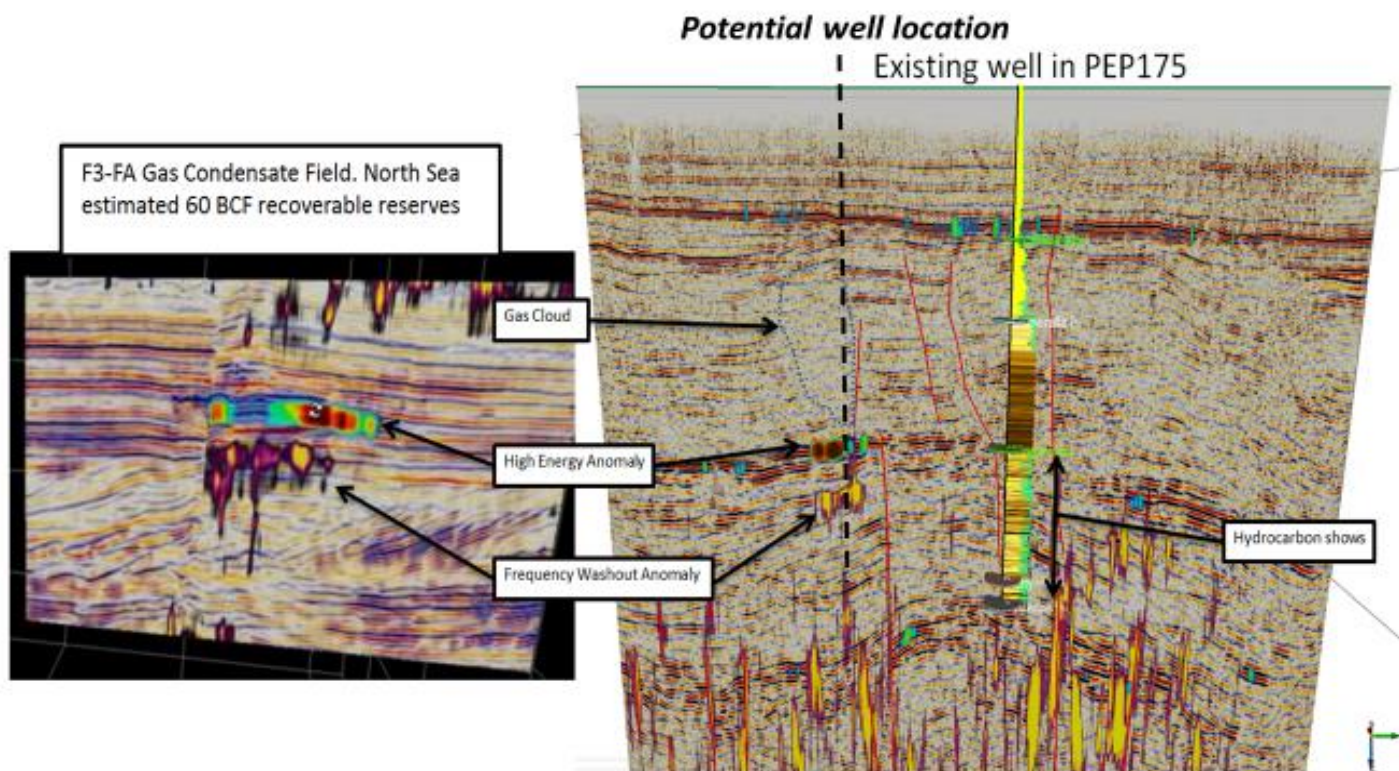 Potential well location
Existing well in PEP175
F3-FA Gas Condensate Field. North Sea
estimated 60 BCF recoverable reserves
Gas Cloud
High Energy Anomaly
Frequency Washout Anomaly
Hydrocarbon shows